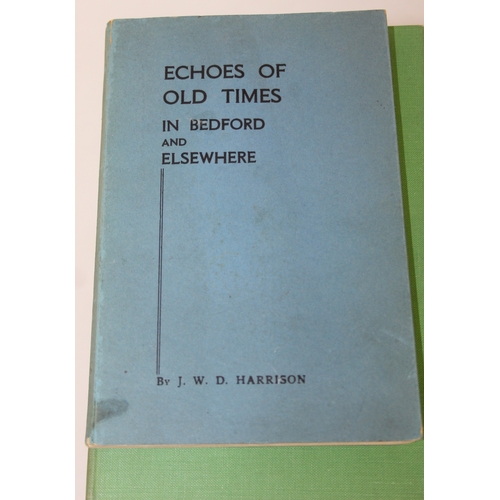 ECHOES OF
OLD TIMES
IN BEDFORD
AND
ELSEWHERE
By J. W. D. HARRISON